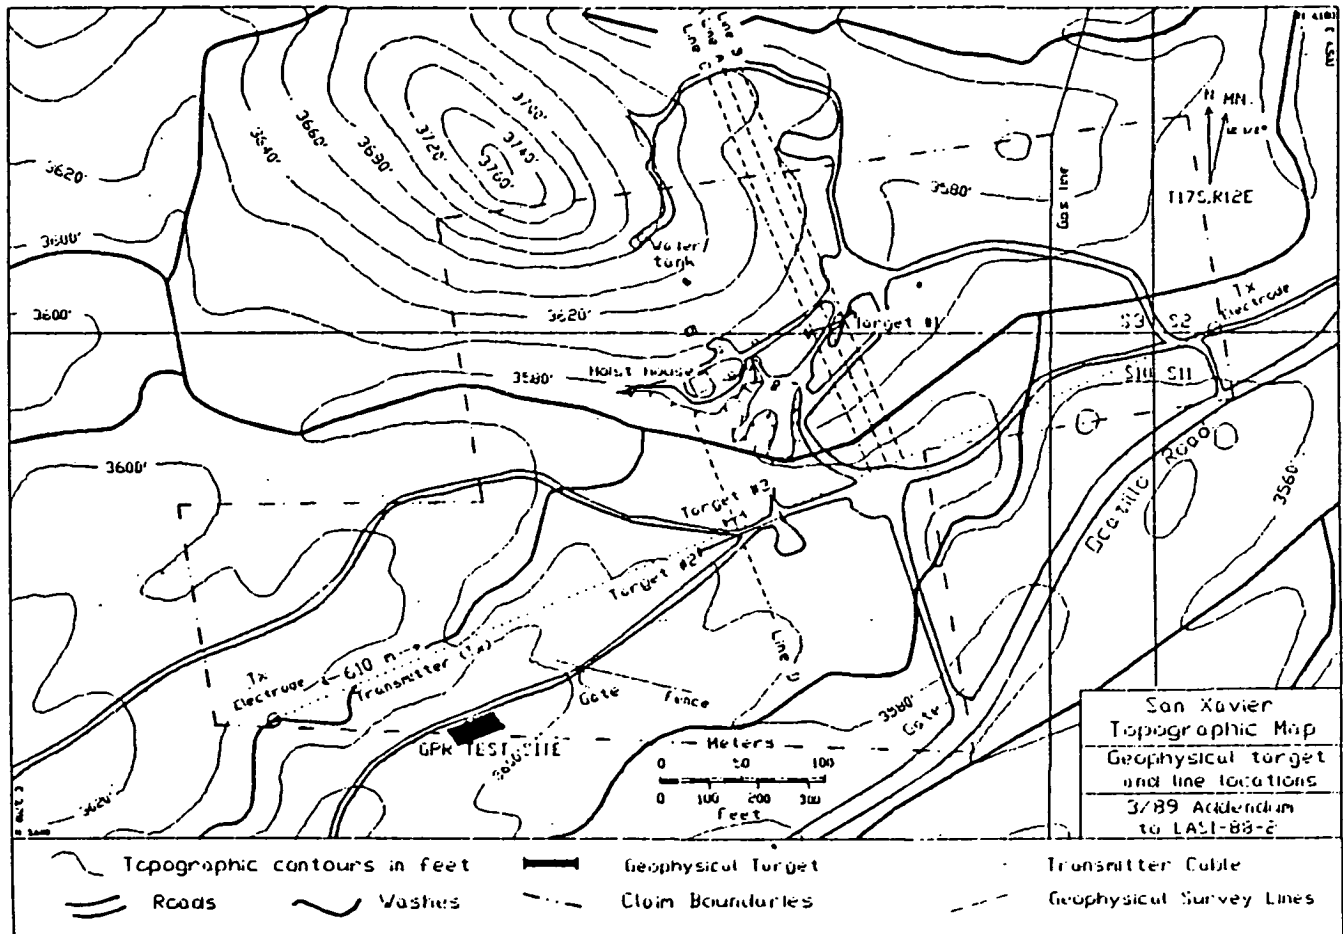 Line C
Line A
Line B
N MN.
T17S,R12E
3700'
3740'
3720'
3760'
3660'
3640'
3680'
3620'
3580'
3600'
Water
tank
Tx
Electrode
3600'
3620'
Target #1
S3 S2
3580'
Hoist House
S10 S11
Ocotillo Road
3600'
3560'
Target #3
Target #2
Line D
Tx
Electrode
610 m
Transmitter (Tx)
Gate
Fence
3580'
Gate
GPR TEST SITE
3620'
Meters
0 50 100
0 100 200 300
feet
San Xavier
Topographic Map
Geophysical target
and line locations
3/89 Addendum
to LASI-88-2
Topographic contours in feet
Geophysical Target
Transmitter Cable
Roads
Washes
Claim Boundaries
Geophysical Survey Lines